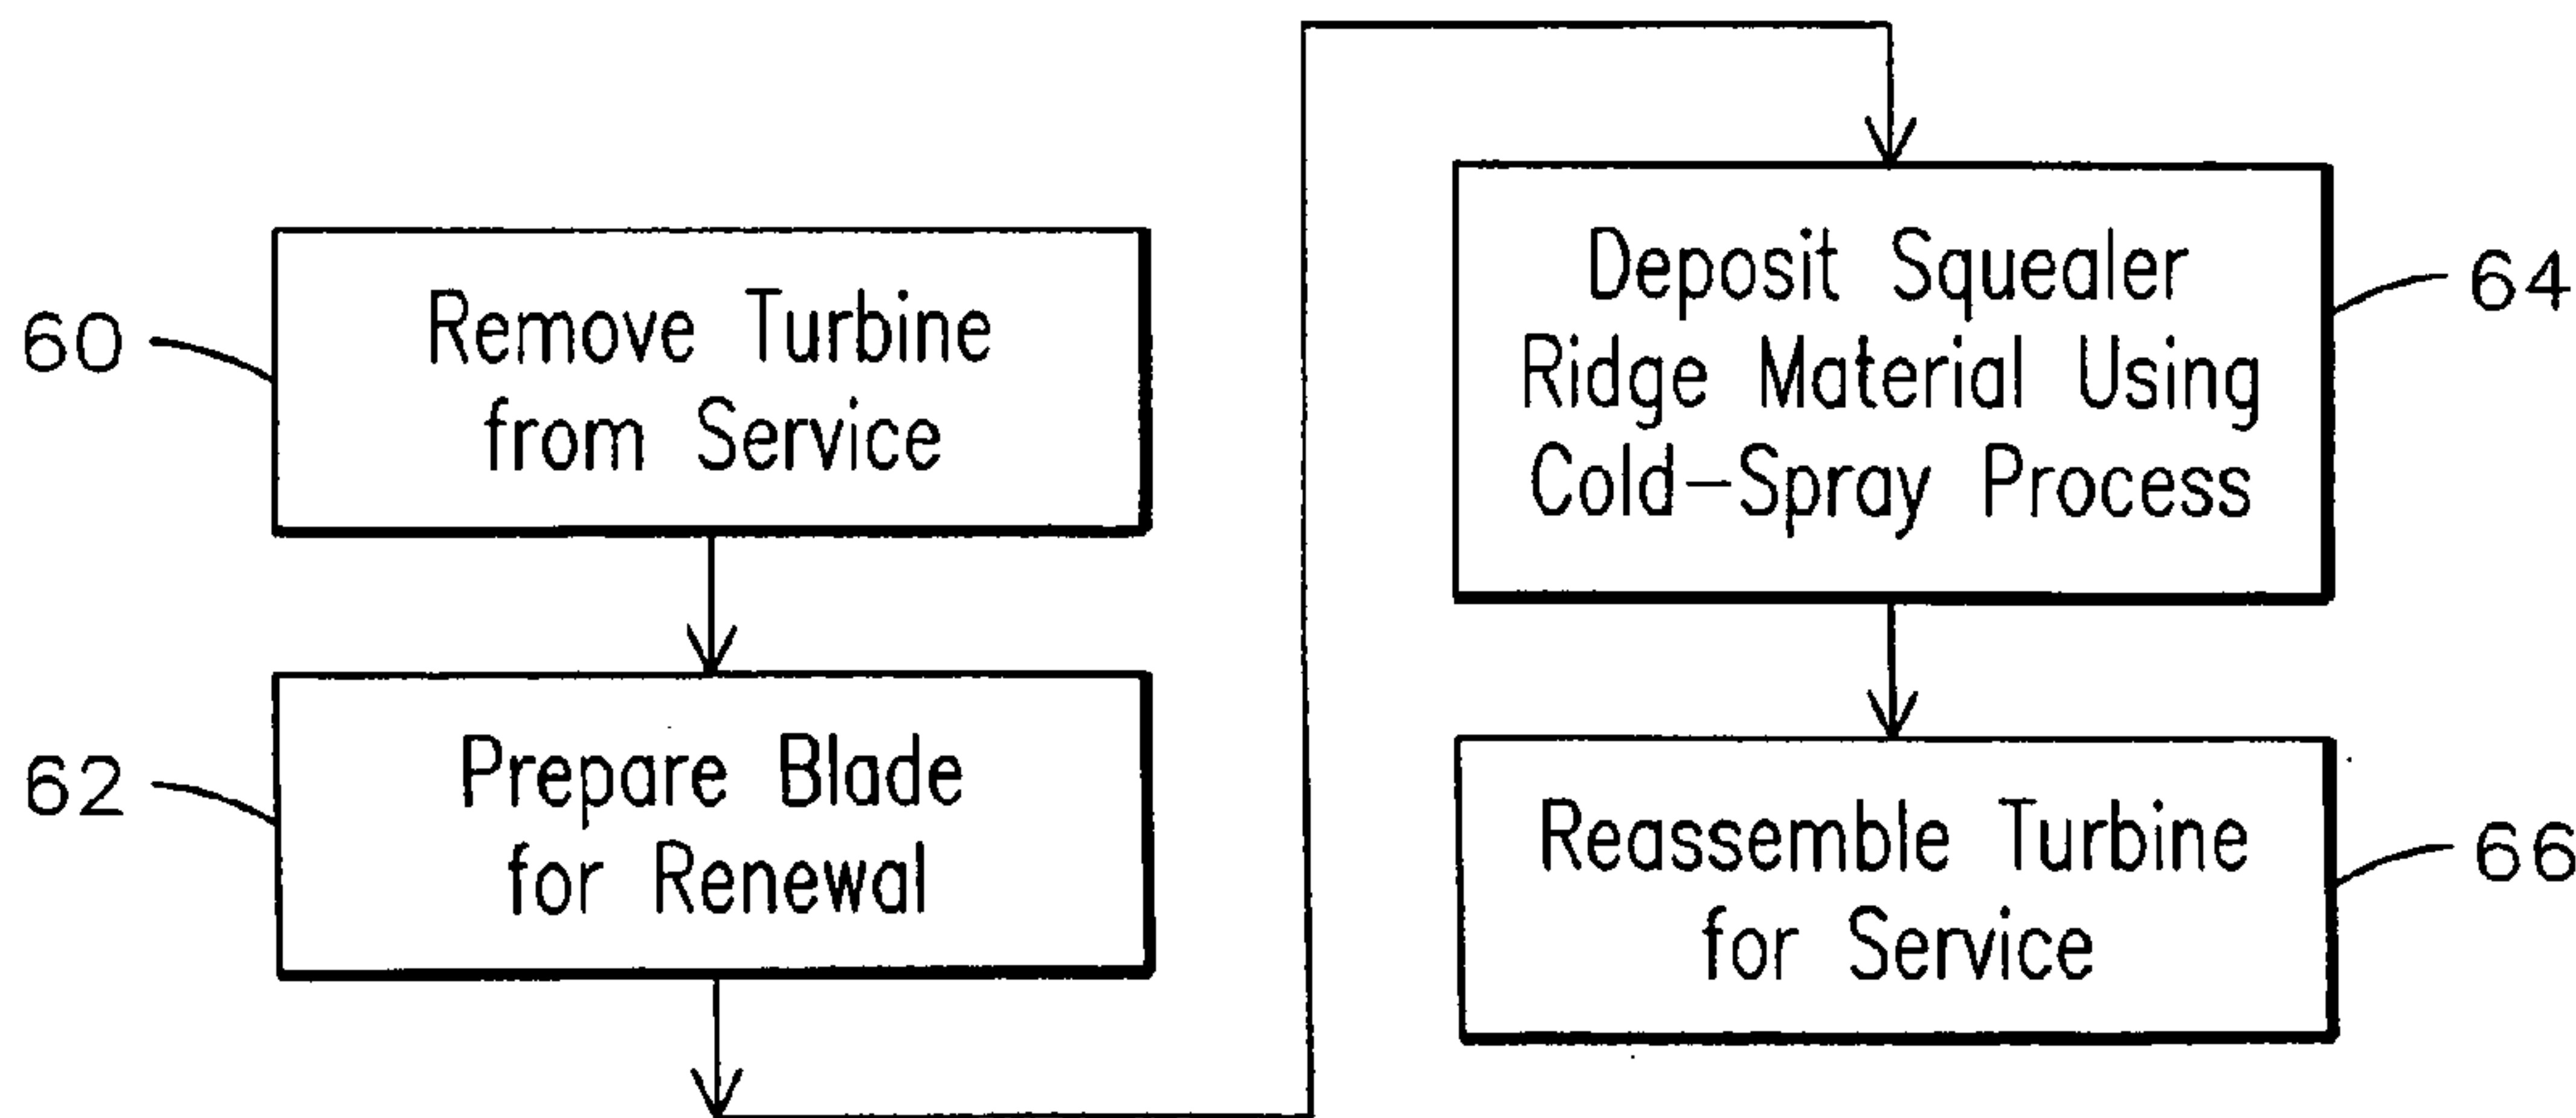 60
Remove Turbine
from Service
62
Prepare Blade
for Renewal
Deposit Squealer
Ridge Material Using
Cold-Spray Process
64
Reassemble Turbine
for Service
66